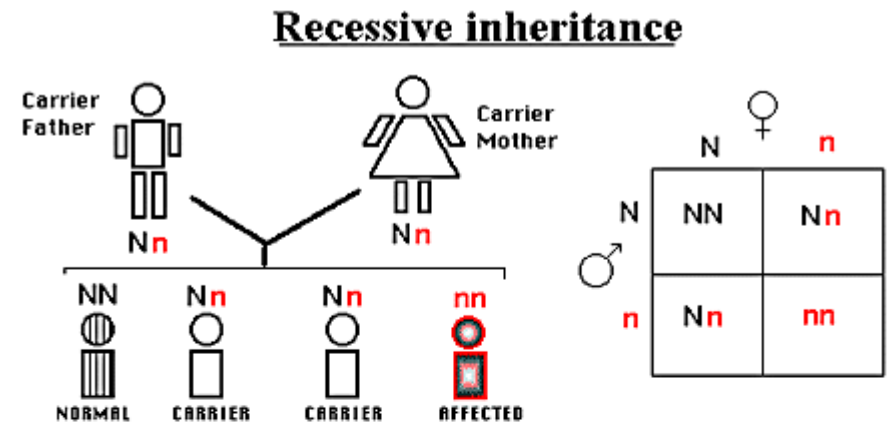 Recessive inheritance
Carrier
Father
Carrier
Mother
Nn
Nn
NN Nn Nn nn
NORMAL CARRIER CARRIER AFFECTED
N n
N NN Nn
n Nn nn